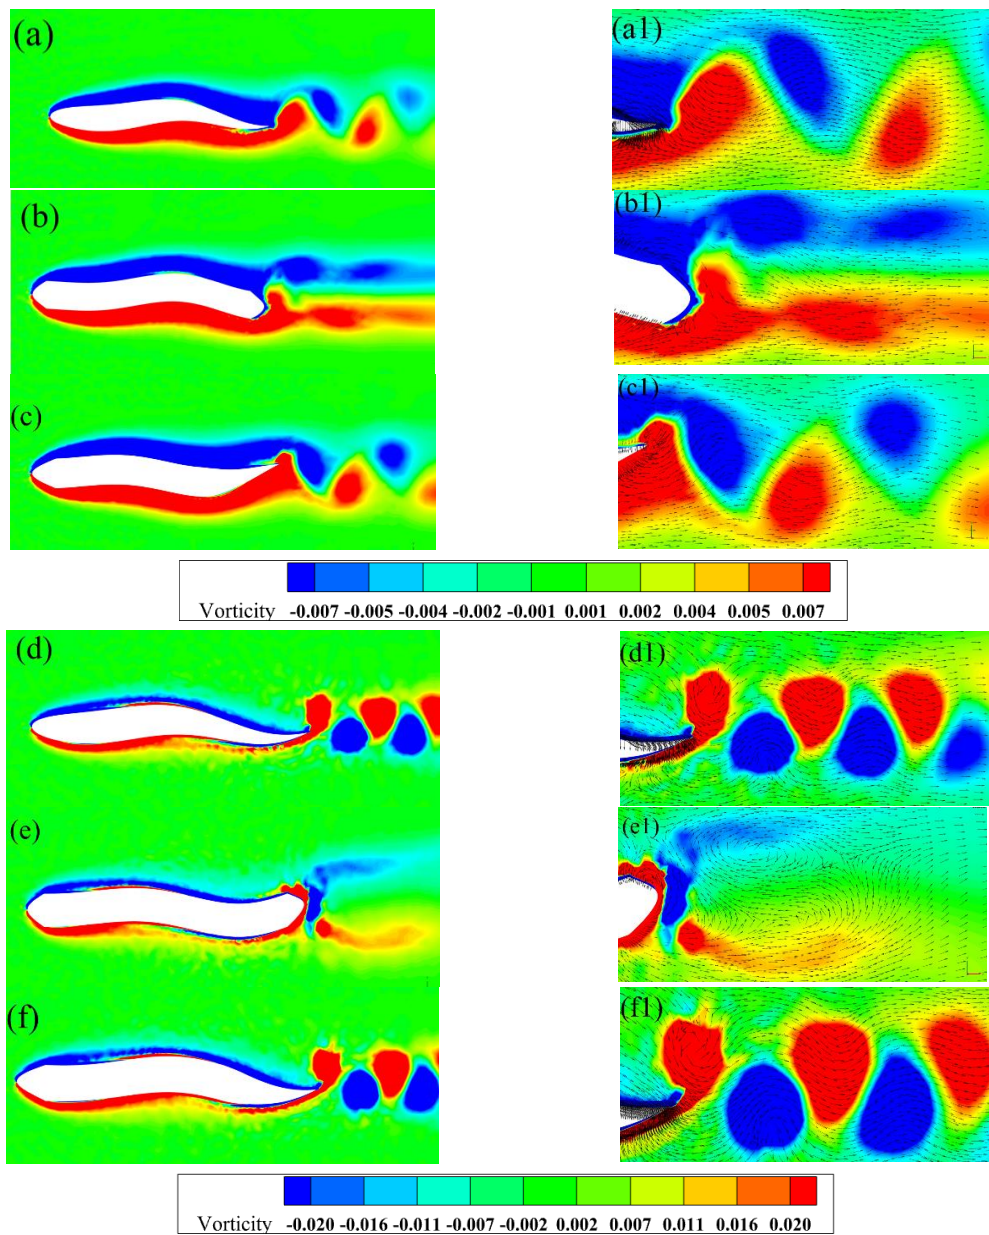 (a)
(a1)
(b)
(b1)
(c)
(c1)
Vorticity -0.007 -0.005 -0.004 -0.002 -0.001 0.001 0.002 0.004 0.005 0.007
(d)
(d1)
(e)
(e1)
(f)
(f1)
Vorticity -0.020 -0.016 -0.011 -0.007 -0.002 0.002 0.007 0.011 0.016 0.020